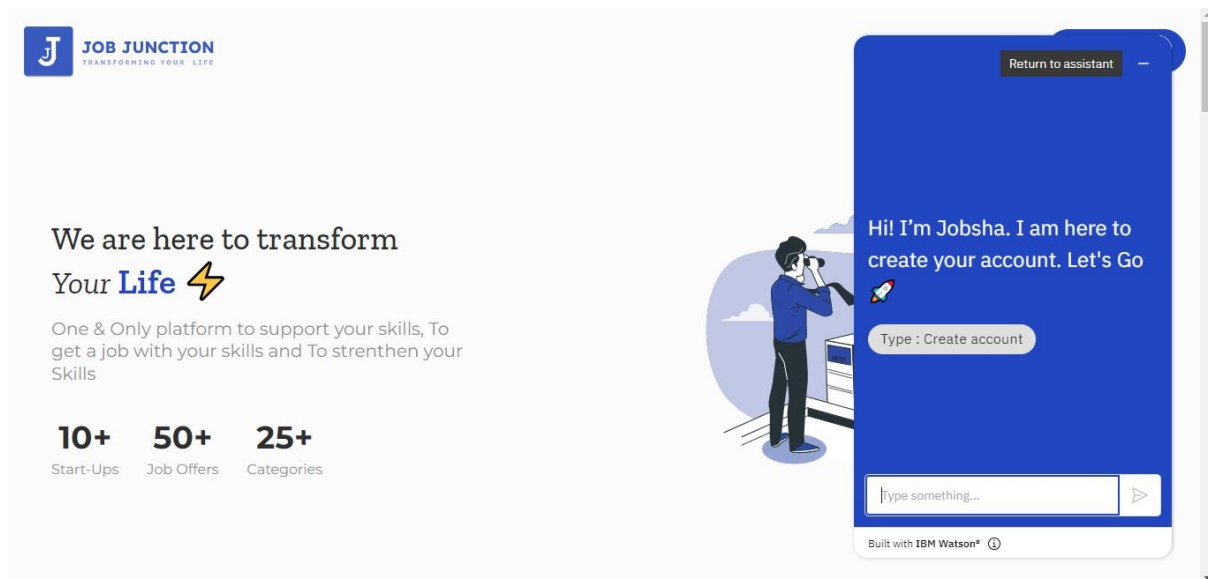 J
JOB JUNCTION
TRANSFORMING YOUR LIFE
We are here to transform
Your Life ⚡
One & Only platform to support your skills, To
get a job with your skills and To strenthen your
Skills
10+ 50+ 25+
Start-Ups Job Offers Categories
Return to assistant
Hi! I'm Jobsha. I am here to
create your account. Let's Go
🚀
Type : Create account
Type something...
Built with IBM Watson®